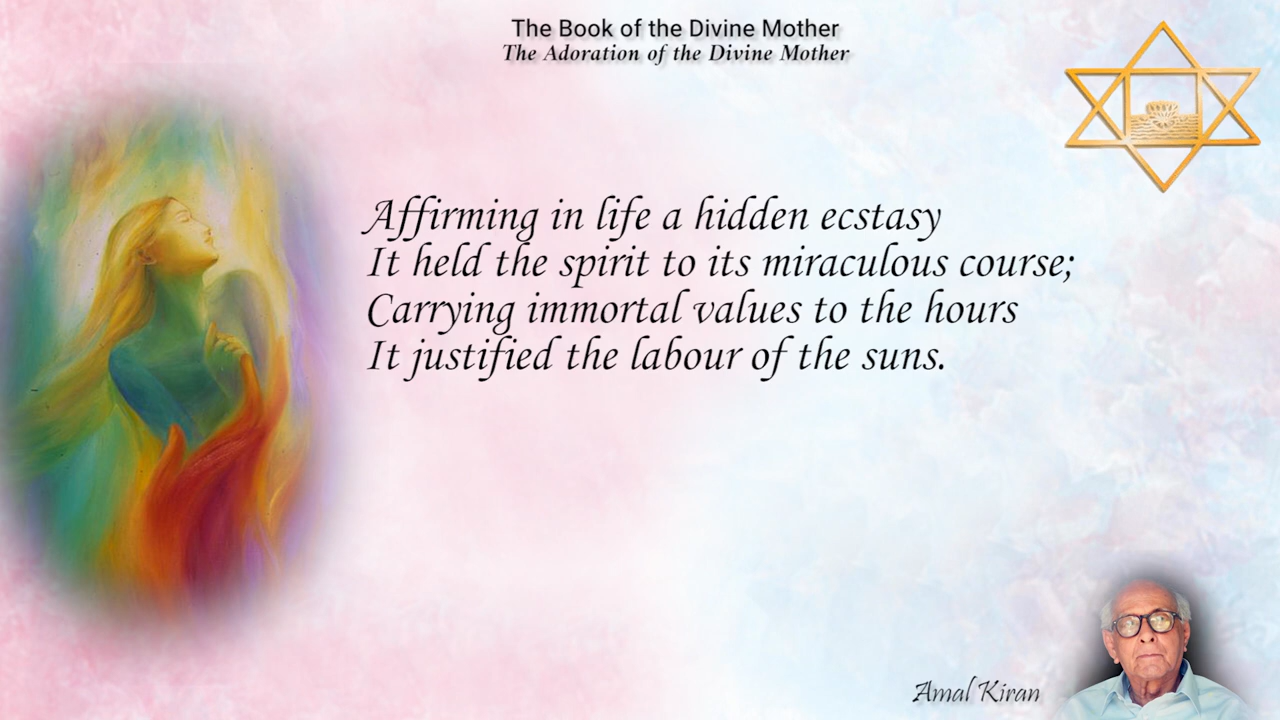 The Book of the Divine Mother
The Adoration of the Divine Mother
Affirming in life a hidden ecstasy
It held the spirit to its miraculous course;
Carrying immortal values to the hours
It justified the labour of the suns.
Amal Kiran